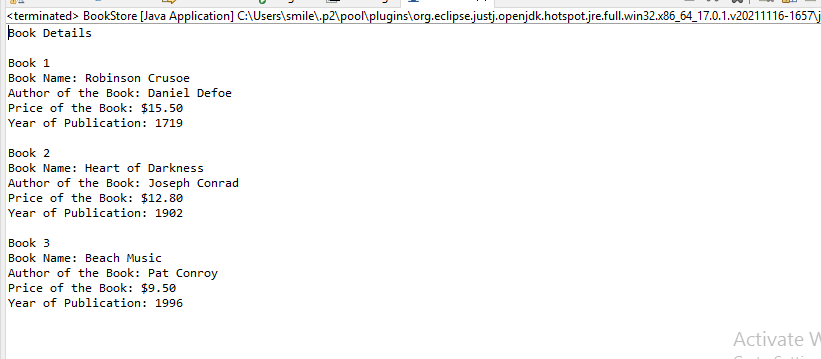 <terminated> BookStore [Java Application] C:\Users\smile\.p2\pool\plugins\org.eclipse.justj.openjdk.hotspot.jre.full.win32.x86_64_17.0.1.v20211116-1657\j
Book Details
Book 1
Book Name: Robinson Crusoe
Author of the Book: Daniel Defoe
Price of the Book: $15.50
Year of Publication: 1719
Book 2
Book Name: Heart of Darkness
Author of the Book: Joseph Conrad
Price of the Book: $12.80
Year of Publication: 1902
Book 3
Book Name: Beach Music
Author of the Book: Pat Conroy
Price of the Book: $9.50
Year of Publication: 1996
Activate W